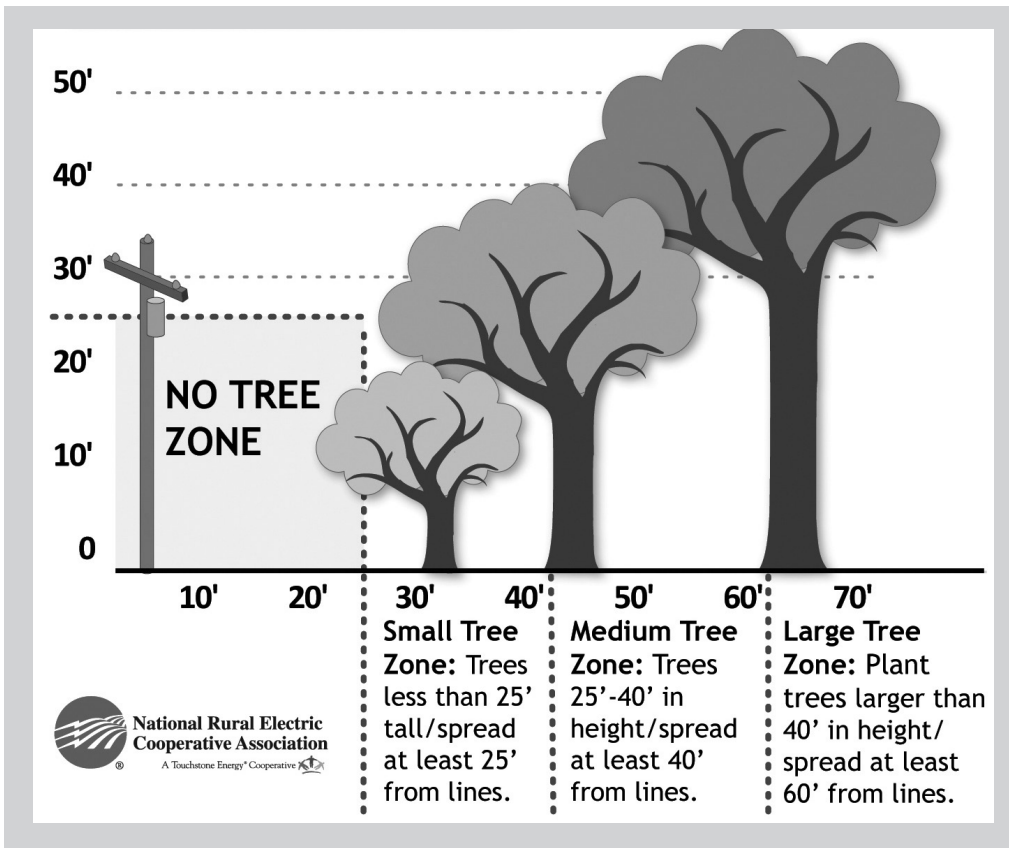 50'
40'
30'
20'
10'
0
NO TREE
ZONE
10'
20'
30'
40'
50'
60'
70'
Small Tree
Zone: Trees
less than 25’
tall/spread
at least 25’
from lines.
Medium Tree
Zone: Trees
25’-40’ in
height/spread
at least 40’
from lines.
Large Tree
Zone: Plant
trees larger than
40’ in height/
spread at least
60’ from lines.
National Rural Electric
Cooperative Association
A Touchstone Energy® Cooperative
®